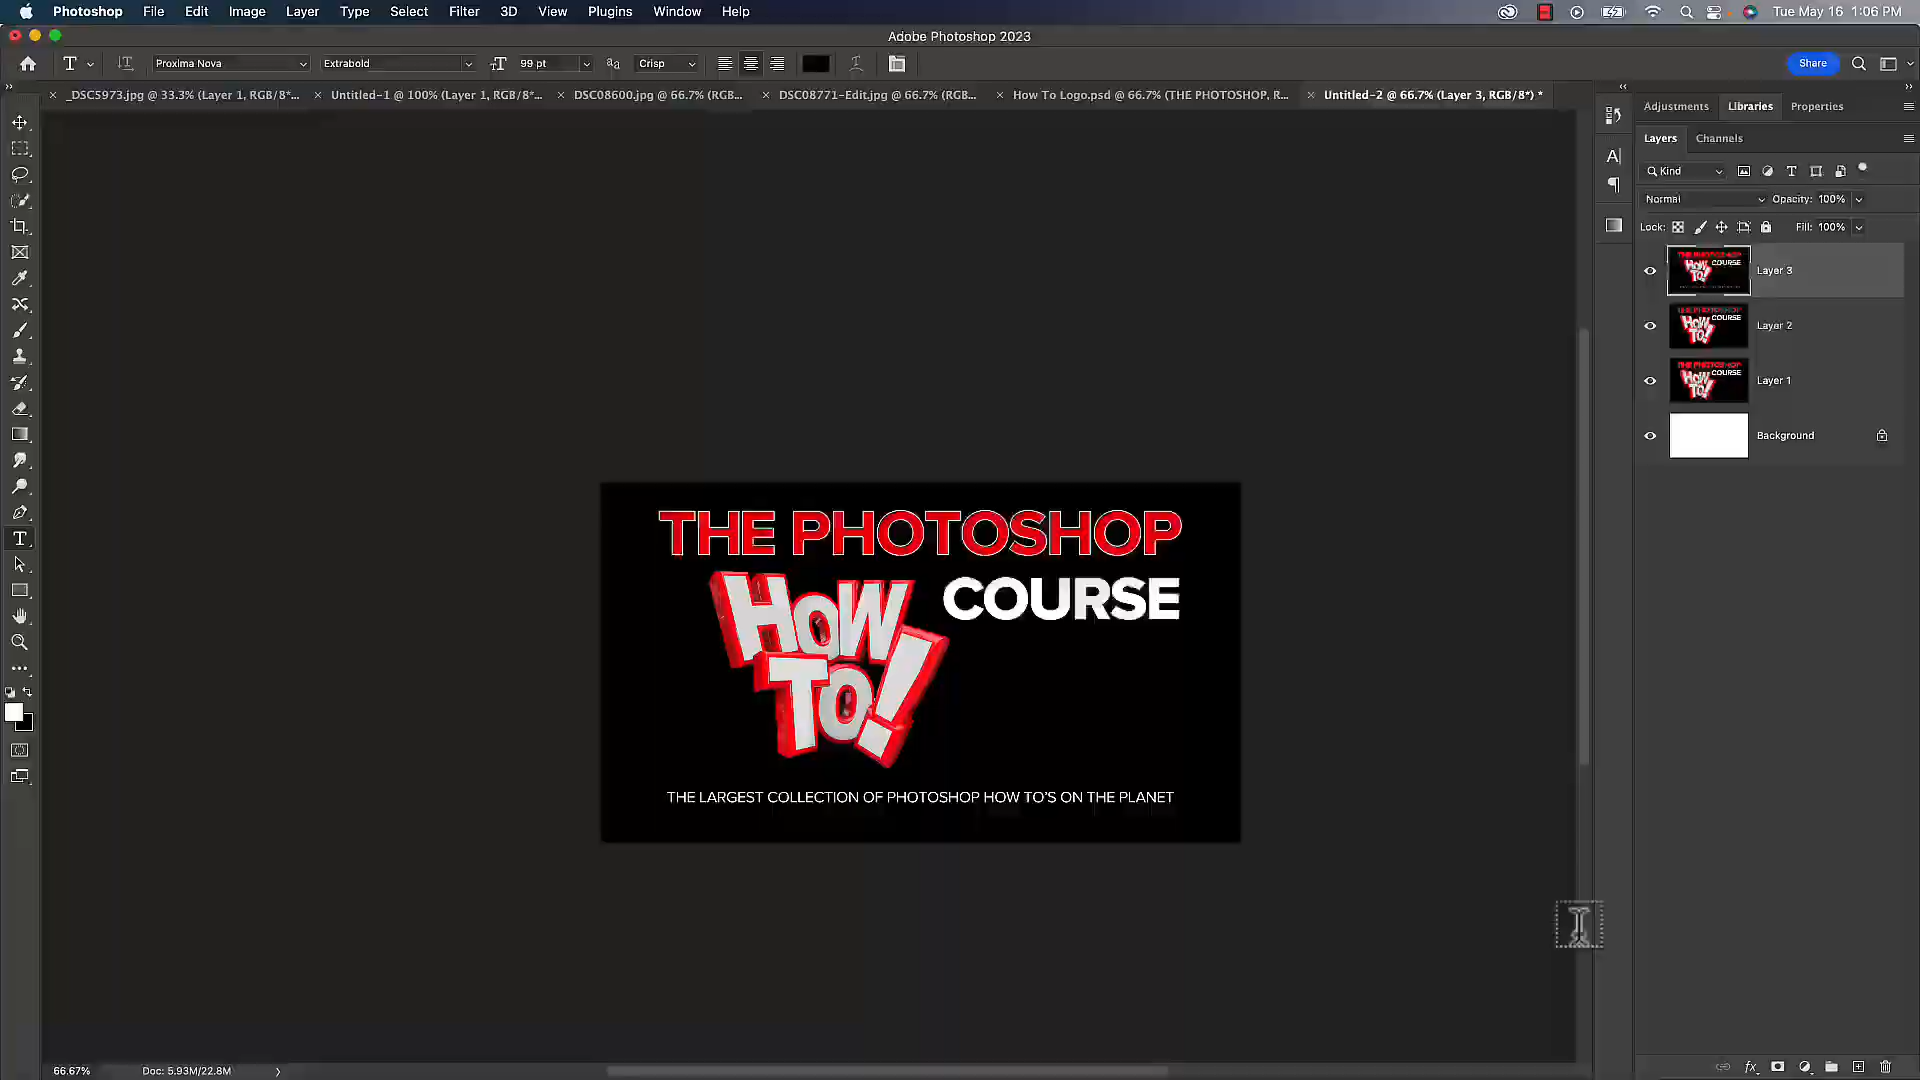 Photoshop File Edit Image Layer Type Select Filter 3D View Plugins Window Help Tue May 16 1:06 PM
Adobe Photoshop 2023
Proxima Nova Extrabold 99 pt Crisp Share
_DSC5973.jpg @ 33.3% (Layer 1, RGB/8*... Untitled-1 @ 100% (Layer 1, RGB/8*... DSC08600.jpg @ 66.7% (RGB... DSC08771-Edit.jpg @ 66.7% (RGB... How To Logo.psd @ 66.7% (THE PHOTOSHOP, R... Untitled-2 @ 66.7% (Layer 3, RGB/8*) *
Adjustments Libraries Properties
Layers Channels
Kind
Normal Opacity: 100%
Lock: Fill: 100%
Layer 3
Layer 2
Layer 1
Background
THE PHOTOSHOP
COURSE
HOW
TO!
THE LARGEST COLLECTION OF PHOTOSHOP HOW TO'S ON THE PLANET
66.67% Doc: 5.93M/22.8M